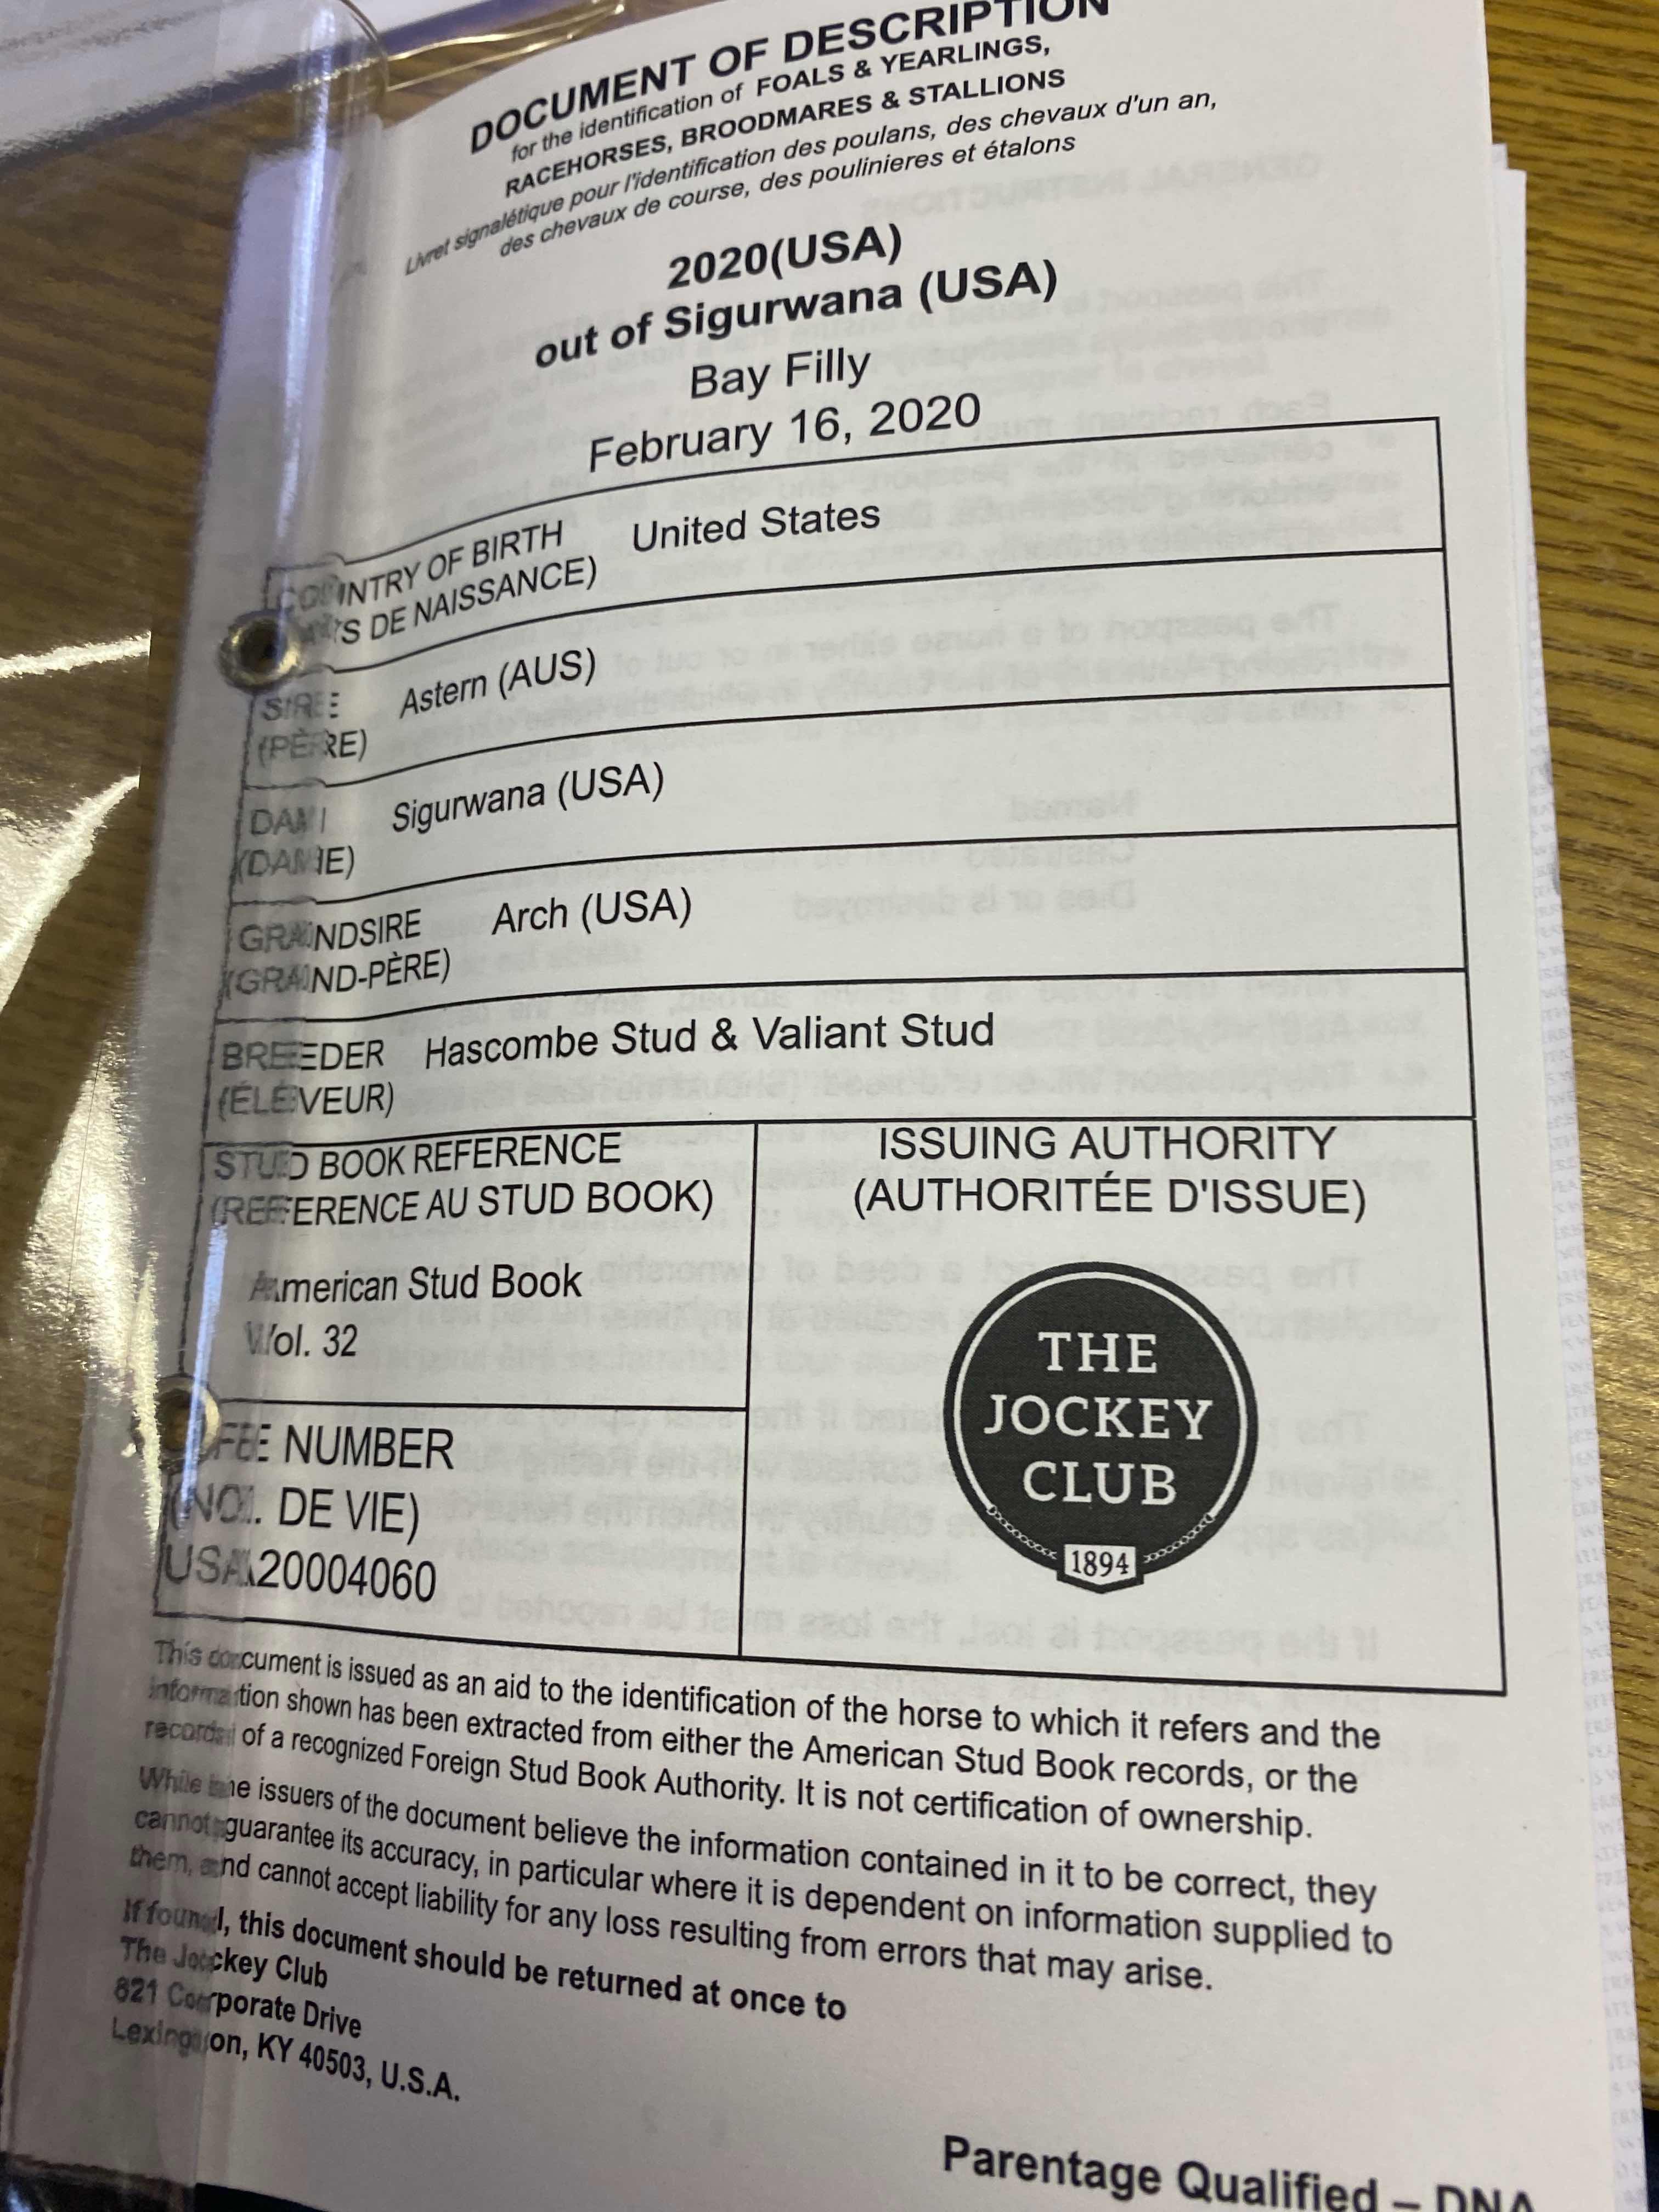 DOCUMENT OF DESCRIPTION
for the identification of FOALS & YEARLINGS,
RACEHORSES, BROODMARES & STALLIONS
Livret signalétique pour l'identification des poulans, des chevaux d'un an,
des chevaux de course, des poulinieres et étalons
2020(USA)
out of Sigurwana (USA)
Bay Filly
February 16, 2020
COUNTRY OF BIRTH United States
DE NAISSANCE)
SIRE Astern (AUS)
(PÈRE)
DAM Sigurwana (USA)
(DAME)
GRANDSIRE Arch (USA)
(GRAND-PÈRE)
BREEDER Hascombe Stud & Valiant Stud
(ÉLEVEUR)
STUD BOOK REFERENCE
(REFERENCE AU STUD BOOK)
American Stud Book
Vol. 32
ISSUING AUTHORITY
(AUTHORITÉE D'ISSUE)
THE
JOCKEY
CLUB
1894
NUMBER
(NO. DE VIE)
USA20004060
This document is issued as an aid to the identification of the horse to which it refers and the
information shown has been extracted from either the American Stud Book records, or the
records of a recognized Foreign Stud Book Authority. It is not certification of ownership.
While the issuers of the document believe the information contained in it to be correct, they
cannot guarantee its accuracy, in particular where it is dependent on information supplied to
them, and cannot accept liability for any loss resulting from errors that may arise.
If found, this document should be returned at once to
The Jockey Club
821 Corporate Drive
Lexington, KY 40503, U.S.A.
Parentage Qualified – DNA